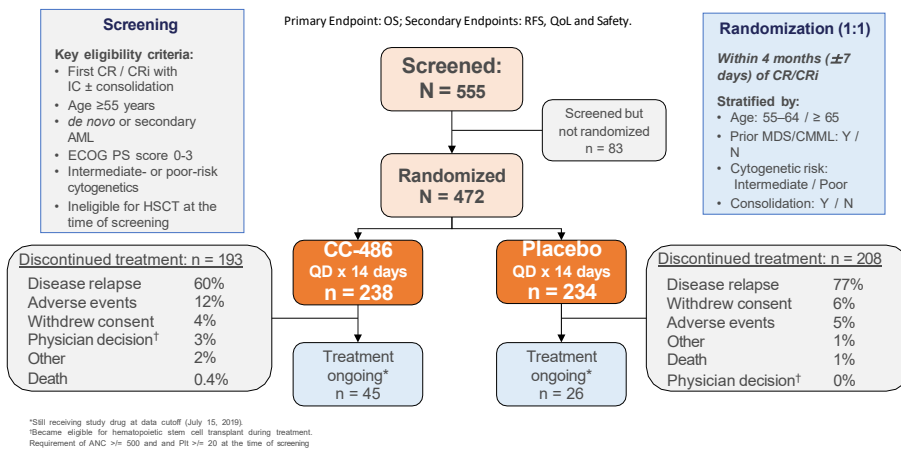 Screening
Key eligibility criteria:
• First CR / CRi with
IC ± consolidation
• Age ≥55 years
• de novo or secondary
AML
• ECOG PS score 0-3
• Intermediate- or poor-risk
cytogenetics
• Ineligible for HSCT at the
time of screening
Primary Endpoint: OS; Secondary Endpoints: RFS, QoL and Safety.
Screened:
N = 555
Screened but
not randomized
n = 83
Randomized
N = 472
Randomization (1:1)
Within 4 months (±7
days) of CR/CRi
Stratified by:
• Age: 55–64 / ≥ 65
• Prior MDS/CMML: Y /
N
• Cytogenetic risk:
Intermediate / Poor
• Consolidation: Y / N
Discontinued treatment: n = 193
Disease relapse 60%
Adverse events 12%
Withdrew consent 4%
Physician decision† 3%
Other 2%
Death 0.4%
CC-486
QD x 14 days
n = 238
Placebo
QD x 14 days
n = 234
Discontinued treatment: n = 208
Disease relapse 77%
Withdrew consent 6%
Adverse events 5%
Other 1%
Death 1%
Physician decision† 0%
Treatment
ongoing*
n = 45
Treatment
ongoing*
n = 26
*Still receiving study drug at data cutoff (July 15, 2019).
†Became eligible for hematopoietic stem cell transplant during treatment.
Requirement of ANC >/= 500 and and Plt >/= 20 at the time of screening